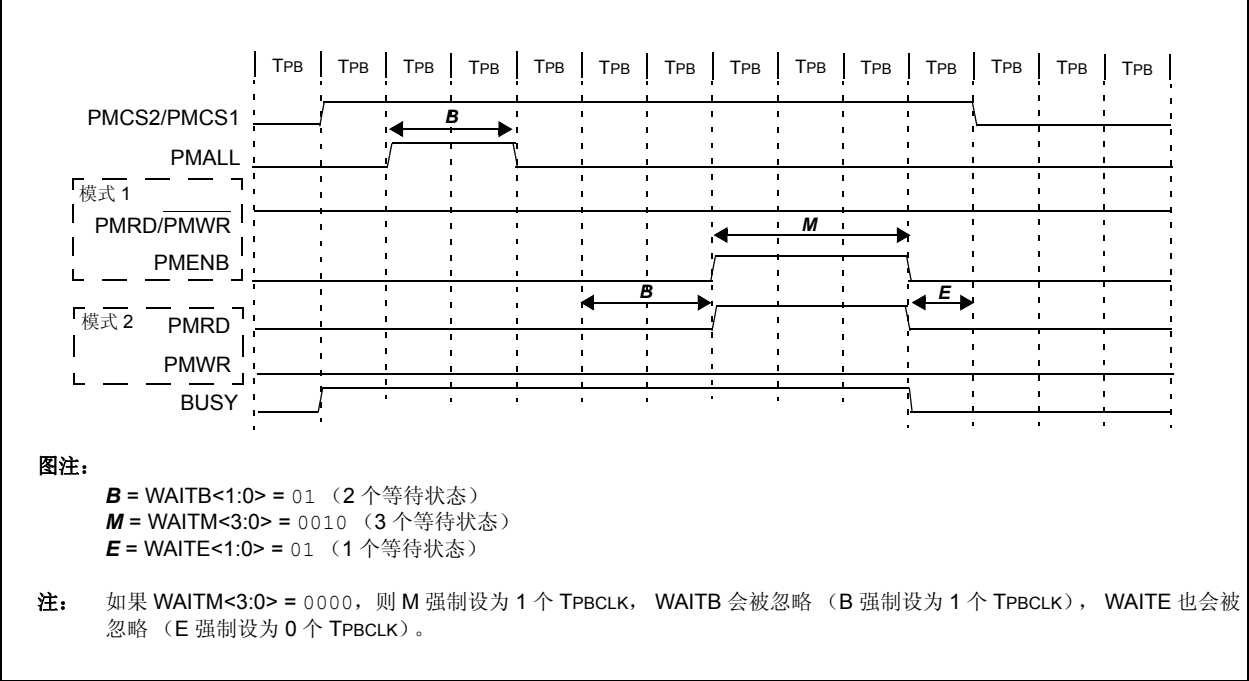 TPB TPB TPB TPB TPB TPB TPB TPB TPB TPB TPB TPB TPB TPB
PMCS2/PMCS1
B
PMALL
模式 1
PMRD/PMWR
M
PMENB
B
E
模式 2
PMRD
PMWR
BUSY
图注：
B = WAITB<1:0> = 01 （2 个等待状态）
M = WAITM<3:0> = 0010 （3 个等待状态）
E = WAITE<1:0> = 01 （1 个等待状态）
注： 如果 WAITM<3:0> = 0000，则 M 强制设为 1 个 TPBCLK， WAITB 会被忽略 （B 强制设为 1 个 TPBCLK）， WAITE 也会被
忽略 （E 强制设为 0 个 TPBCLK）。